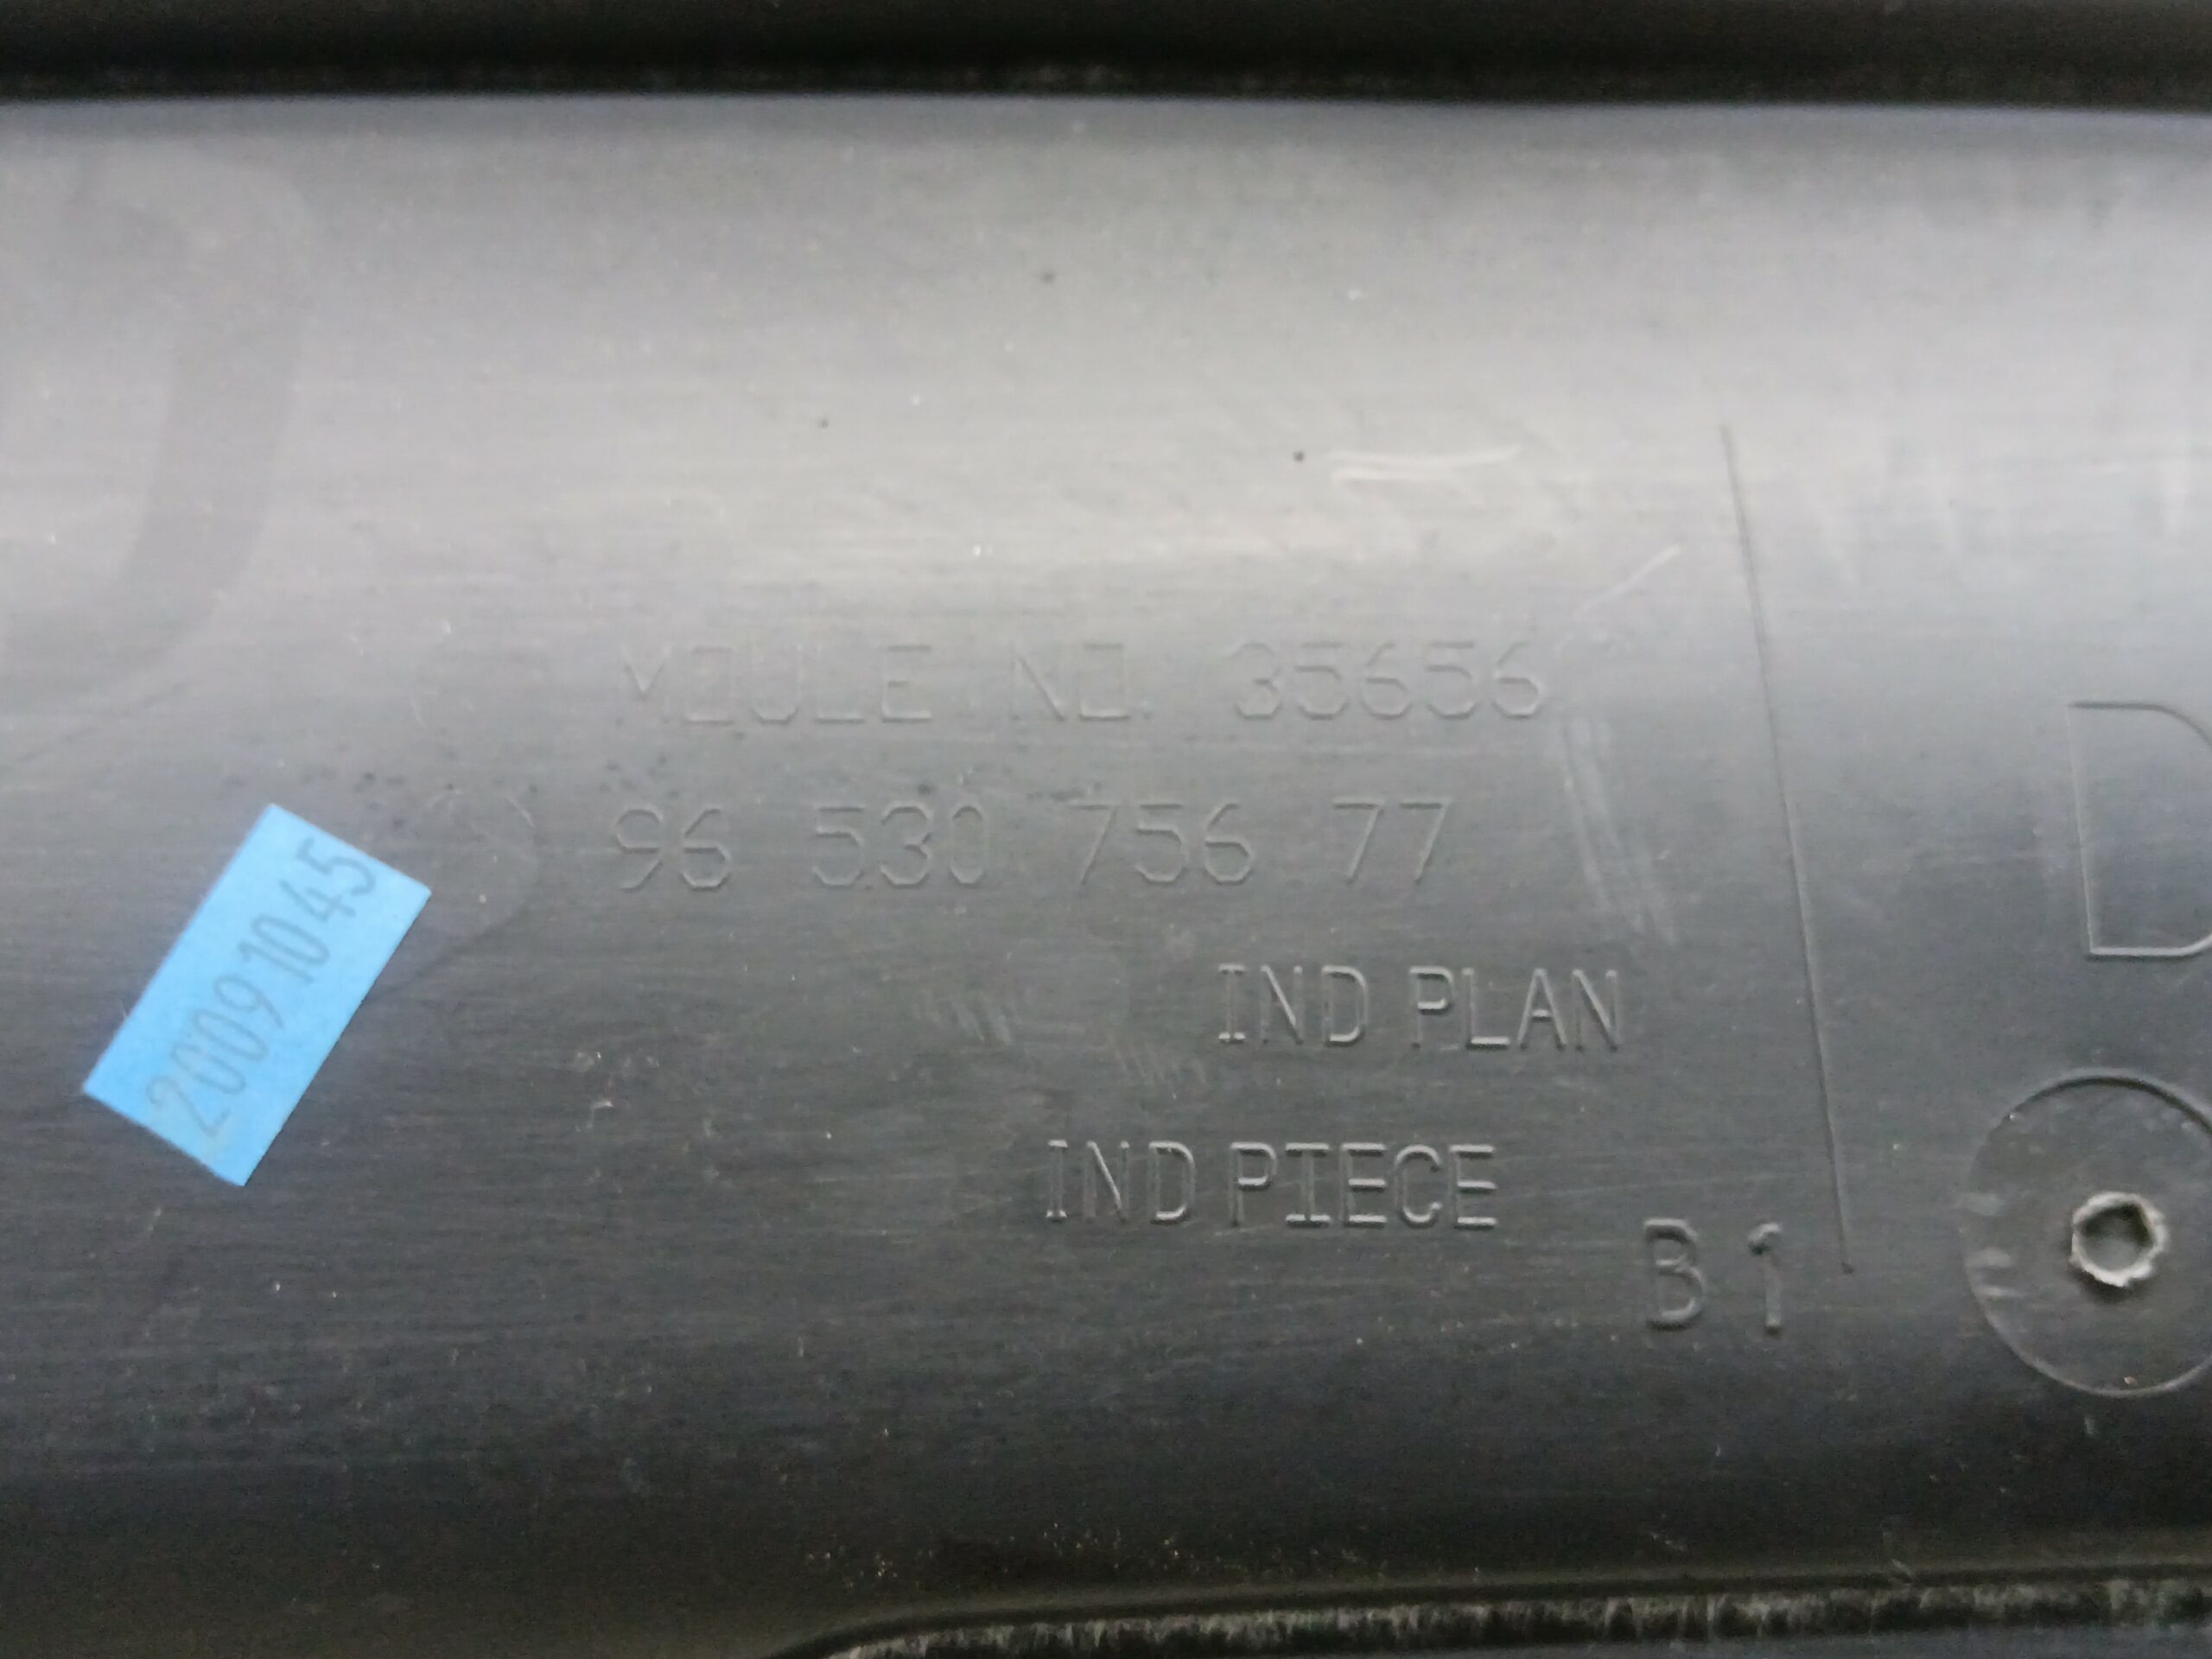 MOULE NO. 35656
96 530 756 77
20091045
IND PLAN
IND PIECE
B1
D